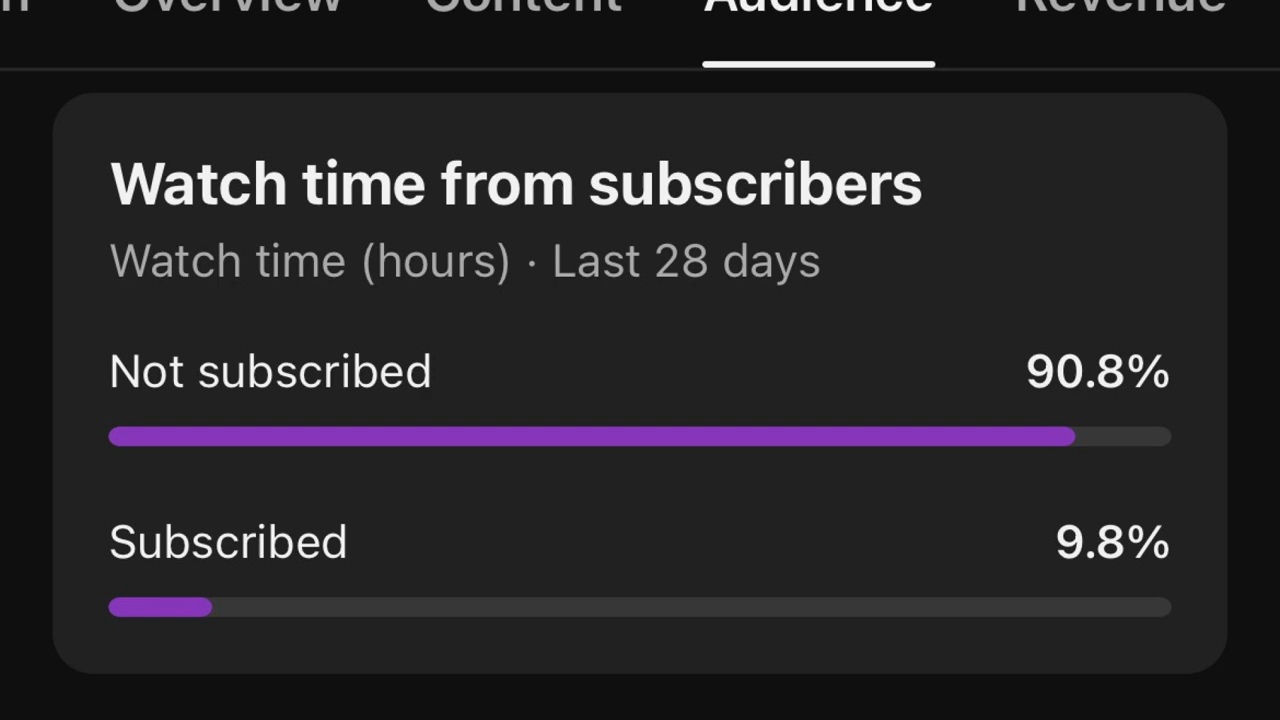 n Overview Content Audience Revenue
Watch time from subscribers
Watch time (hours) · Last 28 days
Not subscribed 90.8%
Subscribed 9.8%